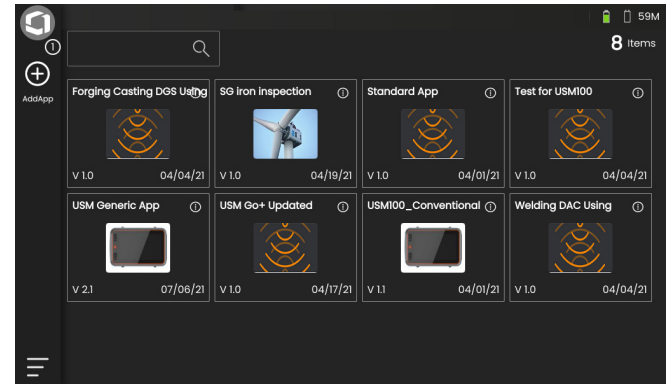 59M
1
8 Items
AddApp
Forging Casting DGS Using
V 1.0 04/04/21
SG iron inspection
V 1.0 04/19/21
Standard App
V 1.0 04/01/21
Test for USM100
V 1.0 04/04/21
USM Generic App
V 2.1 07/06/21
USM Go+ Updated
V 1.0 04/17/21
USM100_Conventional
V 1.1 04/01/21
Welding DAC Using
V 1.0 04/04/21